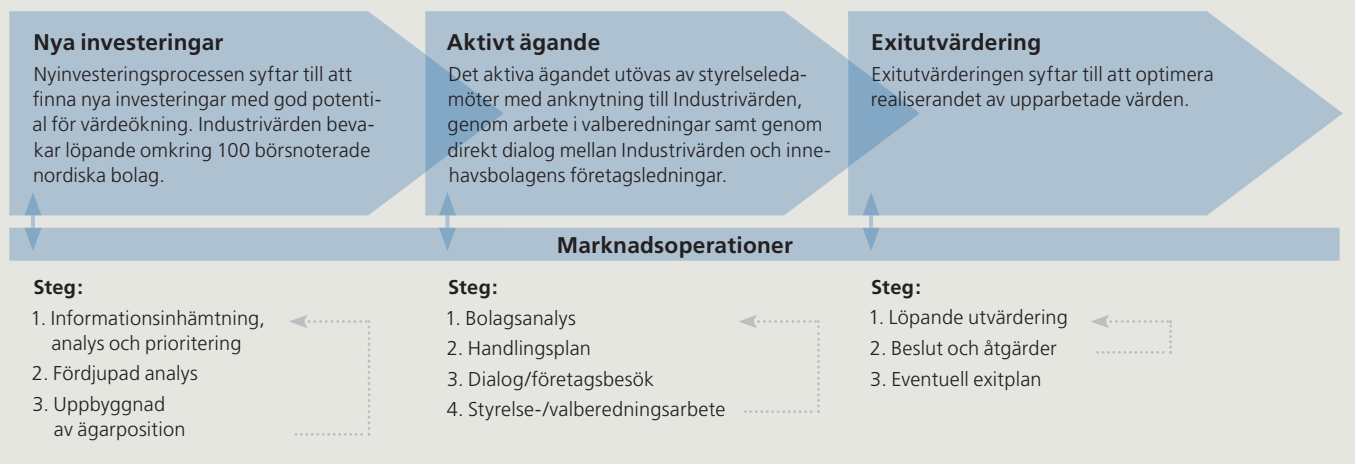 Nya investeringar
Nyinvesteringsprocessen syftar till att
finna nya investeringar med god potenti-
al för värdeökning. Industrivärden beva-
kar löpande omkring 100 börsnoterade
nordiska bolag.
Aktivt ägande
Det aktiva ägandet utövas av styrelseleda-
möter med anknytning till Industrivärden,
genom arbete i valberedningar samt genom
direkt dialog mellan Industrivärden och inne-
havsbolagens företagsledningar.
Exitutvärdering
Exitutvärderingen syftar till att optimera
realiserandet av upparbetade värden.
Marknadsoperationer
Steg:
1. Informationsinhämtning,
analys och prioritering
2. Fördjupad analys
3. Uppbyggnad
av ägarposition
Steg:
1. Bolagsanalys
2. Handlingsplan
3. Dialog/företagsbesök
4. Styrelse-/valberedningsarbete
Steg:
1. Löpande utvärdering
2. Beslut och åtgärder
3. Eventuell exitplan